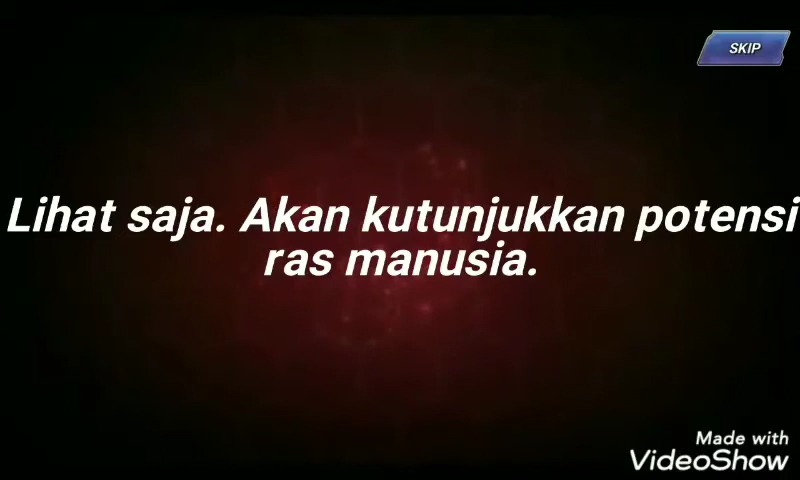 SKIP
Lihat saja. Akan kutunjukkan potensi
ras manusia.
Made with
VideoShow